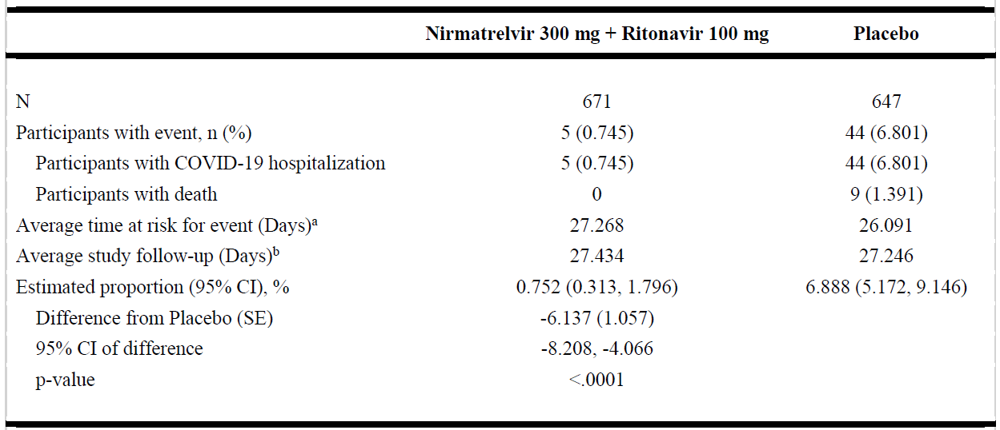 Nirmatrelvir 300 mg + Ritonavir 100 mg Placebo
N 671 647
Participants with event, n (%) 5 (0.745) 44 (6.801)
Participants with COVID-19 hospitalization 5 (0.745) 44 (6.801)
Participants with death 0 9 (1.391)
Average time at risk for event (Days)ᵃ 27.268 26.091
Average study follow-up (Days)ᵇ 27.434 27.246
Estimated proportion (95% CI), % 0.752 (0.313, 1.796) 6.888 (5.172, 9.146)
Difference from Placebo (SE) -6.137 (1.057)
95% CI of difference -8.208, -4.066
p-value <.0001